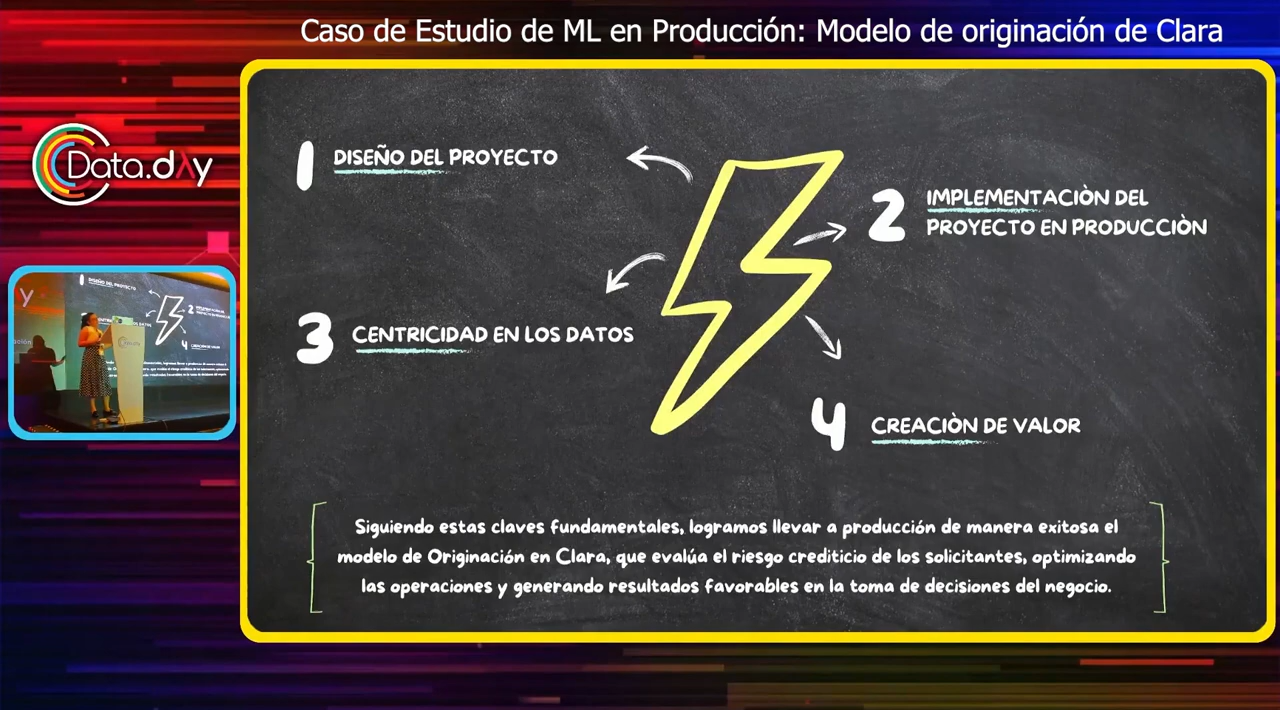 Caso de Estudio de ML en Producción: Modelo de originación de Clara
Data.dAy
1 DISEÑO DEL PROYECTO
2 IMPLEMENTACIÒN DEL
PROYECTO EN PRODUCCIÒN
3 CENTRICIDAD EN LOS DATOS
4 CREACIÒN DE VALOR
Siguiendo estas claves fundamentales, logramos llevar a producción de manera exitosa el
modelo de Originación en Clara, que evalúa el riesgo crediticio de los solicitantes, optimizando
las operaciones y generando resultados favorables en la toma de decisiones del negocio.